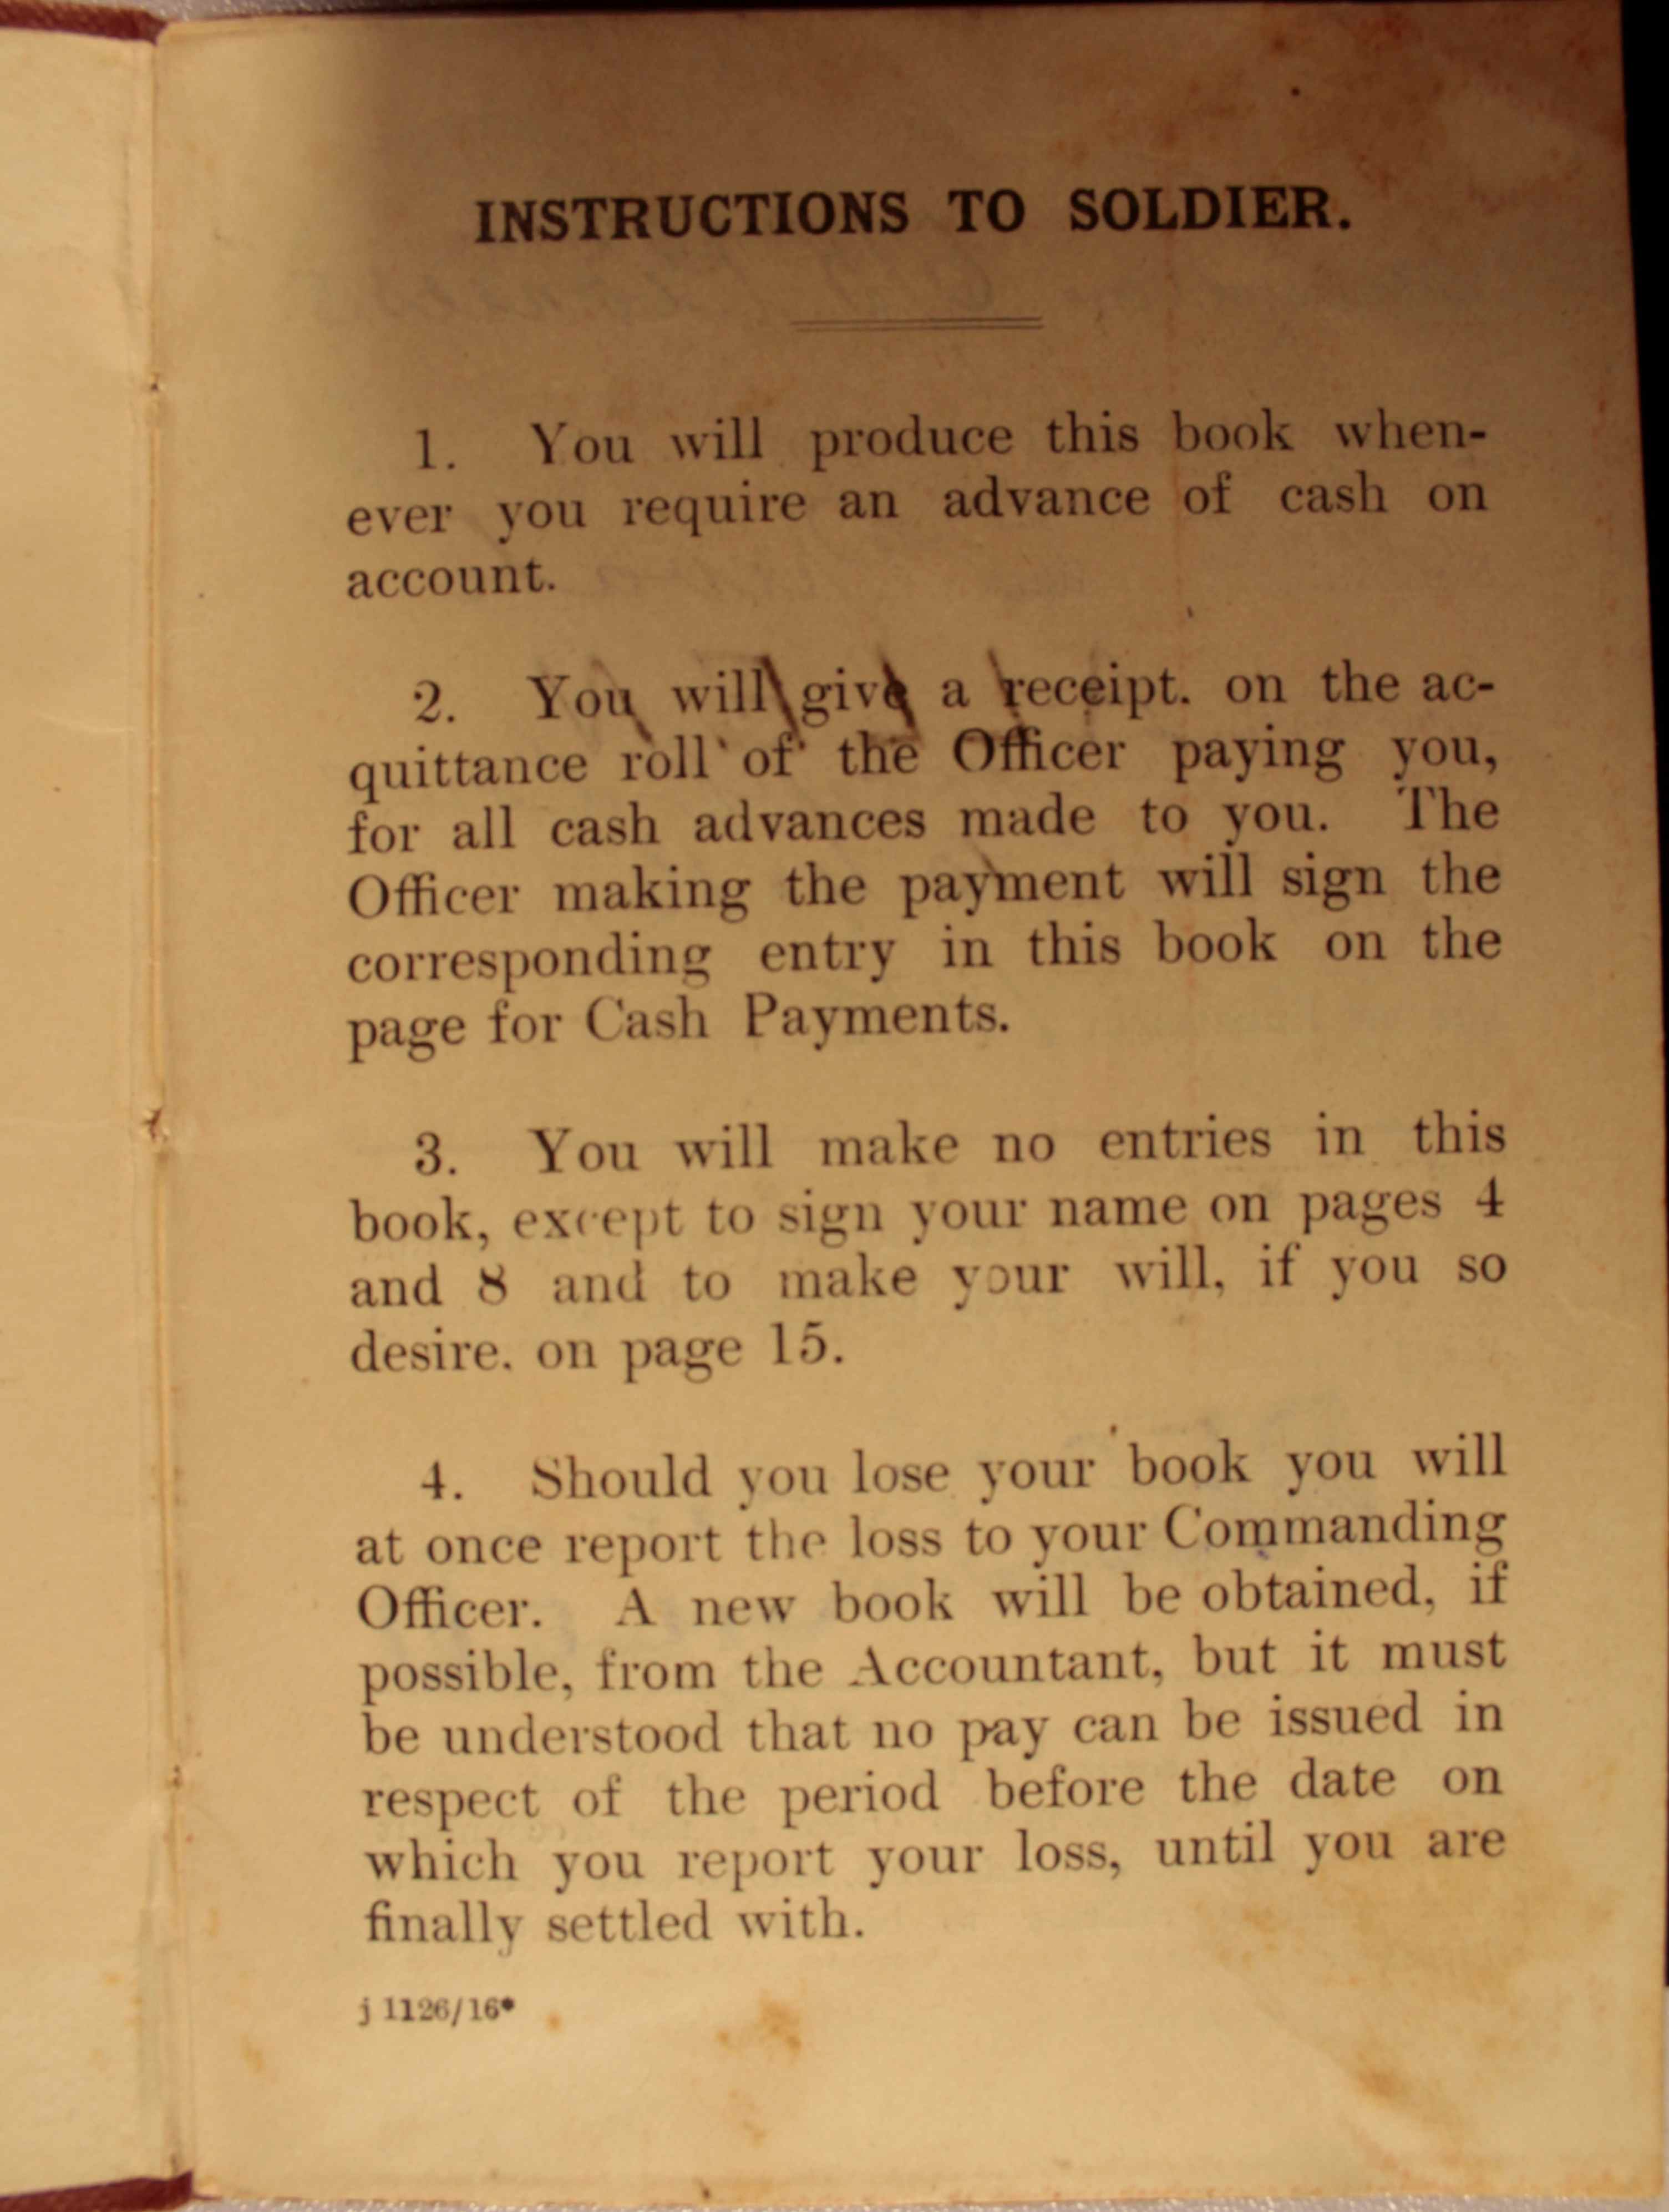 INSTRUCTIONS TO SOLDIER.
1. You will produce this book when-
ever you require an advance of cash on
account.
2. You will give a receipt. on the ac-
quittance roll of the Officer paying you,
for all cash advances made to you. The
Officer making the payment will sign the
corresponding entry in this book on the
page for Cash Payments.
3. You will make no entries in this
book, except to sign your name on pages 4
and 8 and to make your will, if you so
desire. on page 15.
4. Should you lose your book you will
at once report the loss to your Commanding
Officer. A new book will be obtained, if
possible, from the Accountant, but it must
be understood that no pay can be issued in
respect of the period before the date on
which you report your loss, until you are
finally settled with.
j 1126/16*